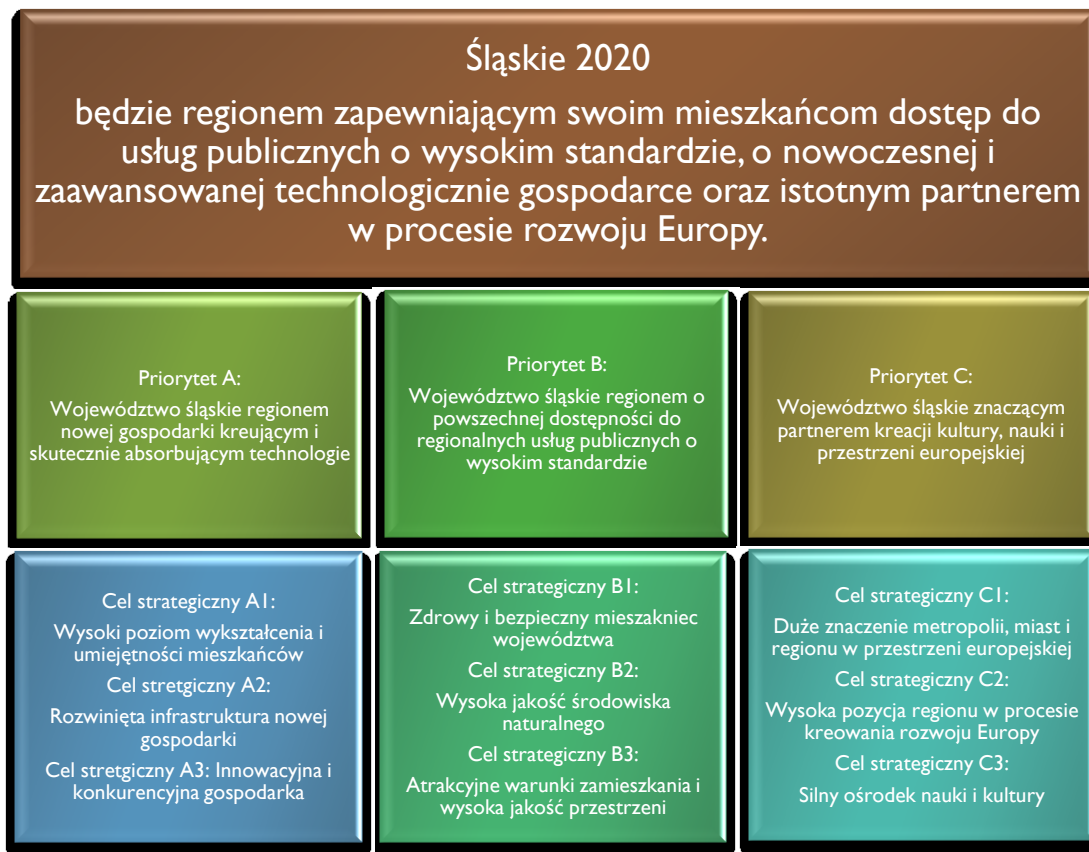 Śląskie 2020
będzie regionem zapewniającym swoim mieszkańcom dostęp do
usług publicznych o wysokim standardzie, o nowoczesnej i
zaawansowanej technologicznie gospodarce oraz istotnym partnerem
w procesie rozwoju Europy.
Priorytet A:
Województwo śląskie regionem
nowej gospodarki kreującym i
skutecznie absorbującym technologie
Priorytet B:
Województwo śląskie regionem o
powszechnej dostępności do
regionalnych usług publicznych o
wysokim standardzie
Priorytet C:
Województwo śląskie znaczącym
partnerem kreacji kultury, nauki i
przestrzeni europejskiej
Cel strategiczny A1:
Wysoki poziom wykształcenia i
umiejętności mieszkańców
Cel stretgiczny A2:
Rozwinięta infrastruktura nowej
gospodarki
Cel stretgiczny A3: Innowacyjna i
konkurencyjna gospodarka
Cel strategiczny B1:
Zdrowy i bezpieczny mieszakniec
województwa
Cel strategiczny B2:
Wysoka jakość środowiska
naturalnego
Cel strategiczny B3:
Atrakcyjne warunki zamieszkania i
wysoka jakość przestrzeni
Cel strategiczny C1:
Duże znaczenie metropolii, miast i
regionu w przestrzeni europejskiej
Cel strategiczny C2:
Wysoka pozycja regionu w procesie
kreowania rozwoju Europy
Cel strategiczny C3:
Silny ośrodek nauki i kultury